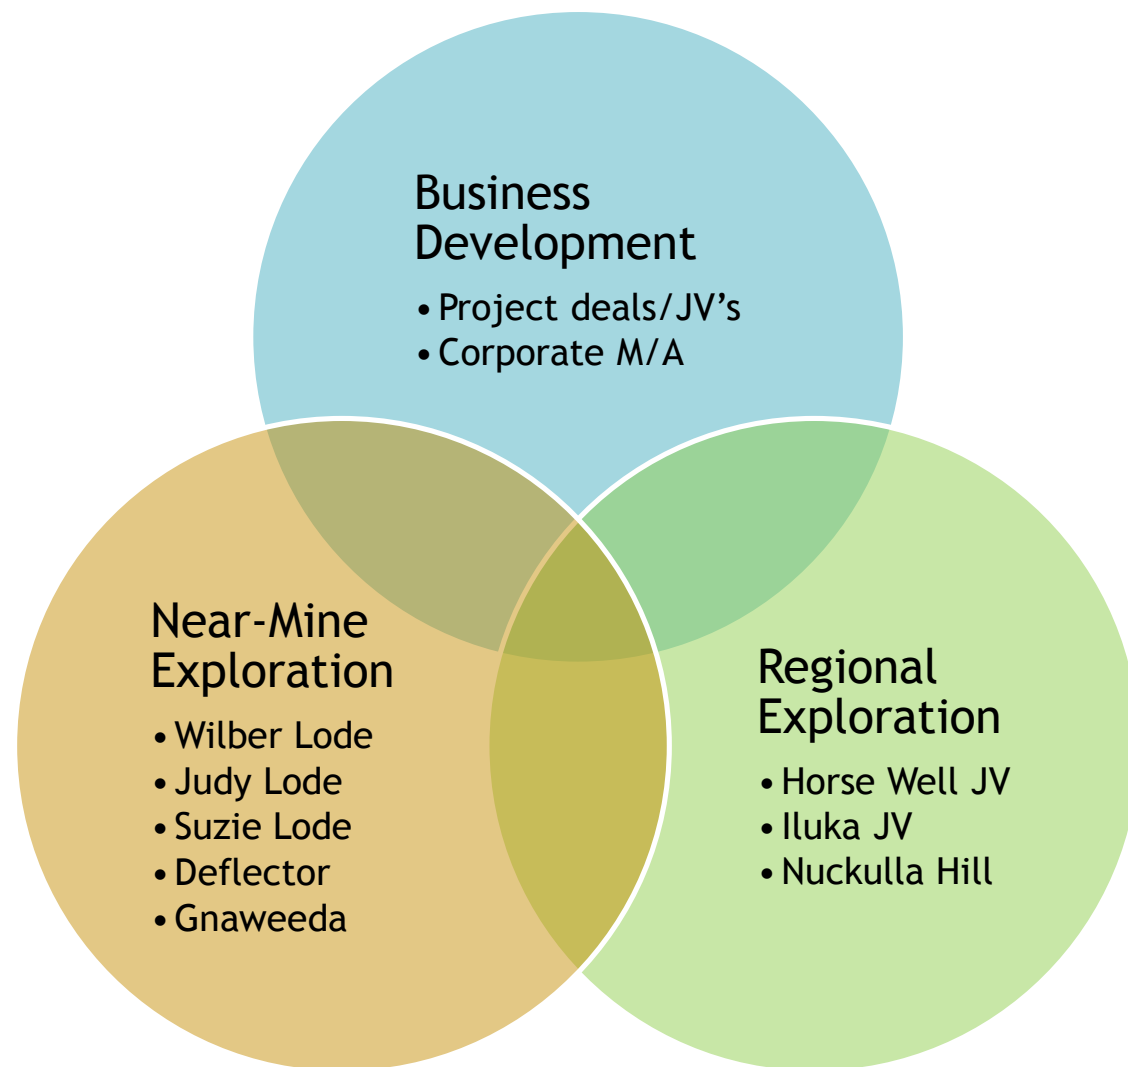 Business
Development
• Project deals/JV’s
• Corporate M/A
Near-Mine
Exploration
• Wilber Lode
• Judy Lode
• Suzie Lode
• Deflector
• Gnaweeda
Regional
Exploration
• Horse Well JV
• Iluka JV
• Nuckulla Hill